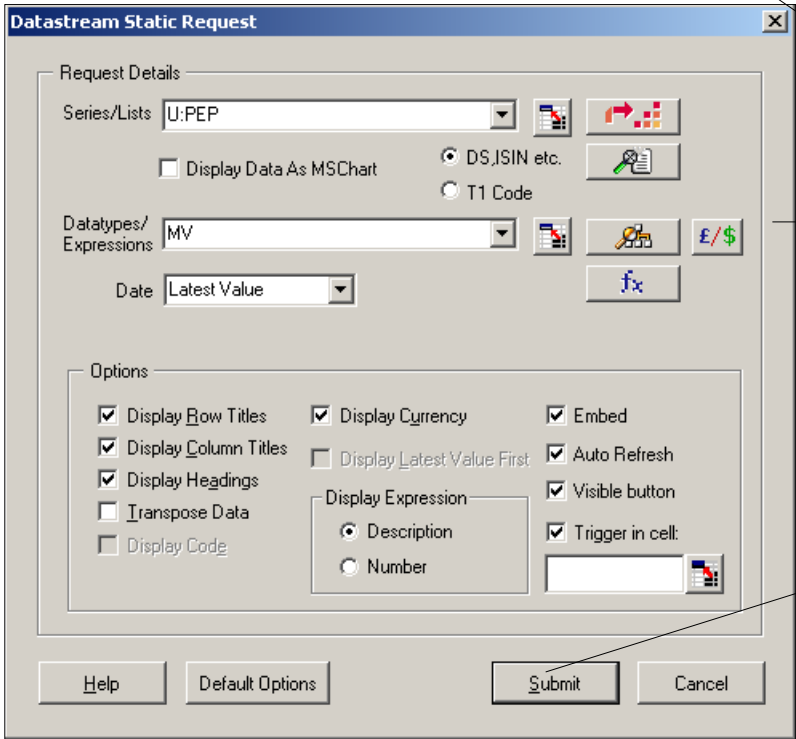 Datastream Static Request
Request Details
Series/Lists U:PEP
Display Data As MSChart
DS,ISIN etc.
T1 Code
Datatypes/
Expressions MV
£/$
Date Latest Value
fx
Options
Display Row Titles
Display Column Titles
Display Headings
Transpose Data
Display Code
Display Currency
Display Latest Value First
Display Expression
Description
Number
Embed
Auto Refresh
Visible button
Trigger in cell:
Help
Default Options
Submit
Cancel